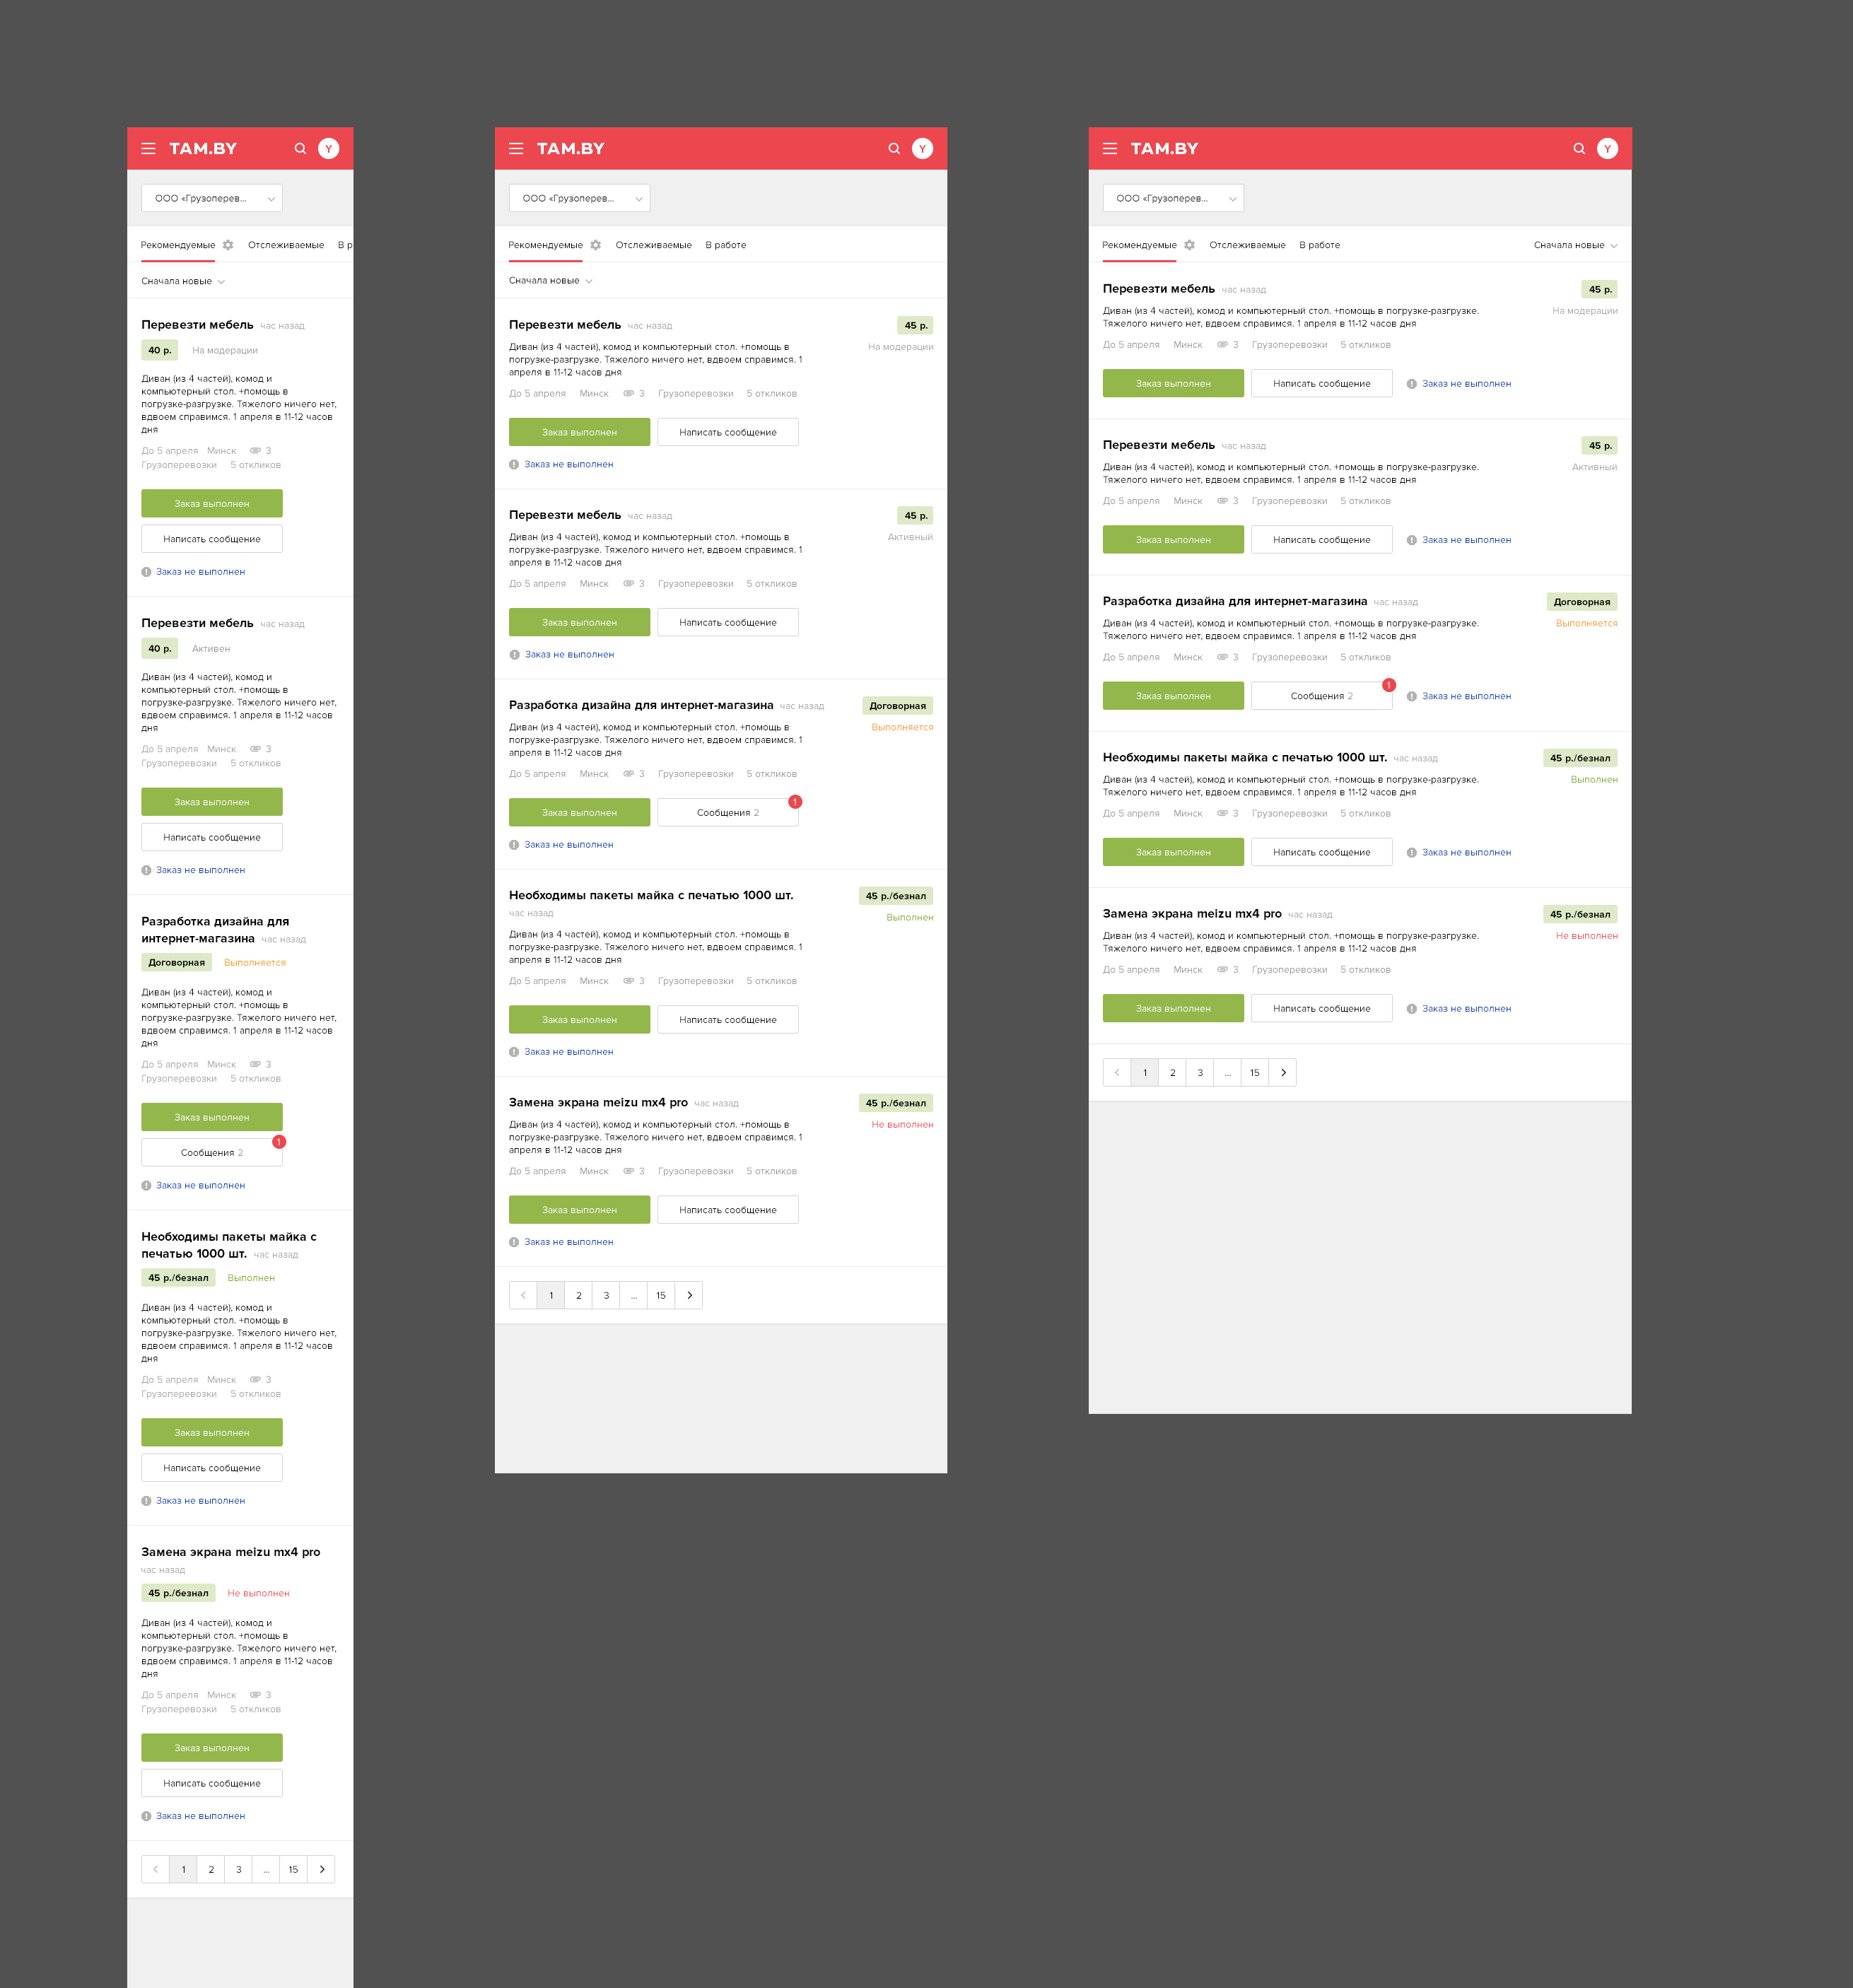 TAM.BY
Y
ООО «Грузоперев...
Рекомендуемые Отслеживаемые В р
Сначала новые
Перевезти мебель час назад
40 р. На модерации
Диван (из 4 частей), комод и
компьютерный стол. +помощь в
погрузке-разгрузке. Тяжелого ничего нет,
вдвоем справимся. 1 апреля в 11-12 часов
дня
До 5 апреля Минск 3
Грузоперевозки 5 откликов
Заказ выполнен
Написать сообщение
Заказ не выполнен
Перевезти мебель час назад
40 р. Активен
Диван (из 4 частей), комод и
компьютерный стол. +помощь в
погрузке-разгрузке. Тяжелого ничего нет,
вдвоем справимся. 1 апреля в 11-12 часов
дня
До 5 апреля Минск 3
Грузоперевозки 5 откликов
Заказ выполнен
Написать сообщение
Заказ не выполнен
Разработка дизайна для
интернет-магазина час назад
Договорная Выполняется
Диван (из 4 частей), комод и
компьютерный стол. +помощь в
погрузке-разгрузке. Тяжелого ничего нет,
вдвоем справимся. 1 апреля в 11-12 часов
дня
До 5 апреля Минск 3
Грузоперевозки 5 откликов
Заказ выполнен
1
Сообщения 2
Заказ не выполнен
Необходимы пакеты майка с
печатью 1000 шт. час назад
45 р./безнал Выполнен
Диван (из 4 частей), комод и
компьютерный стол. +помощь в
погрузке-разгрузке. Тяжелого ничего нет,
вдвоем справимся. 1 апреля в 11-12 часов
дня
До 5 апреля Минск 3
Грузоперевозки 5 откликов
Заказ выполнен
Написать сообщение
Заказ не выполнен
Замена экрана meizu mx4 pro
час назад
45 р./безнал Не выполнен
Диван (из 4 частей), комод и
компьютерный стол. +помощь в
погрузке-разгрузке. Тяжелого ничего нет,
вдвоем справимся. 1 апреля в 11-12 часов
дня
До 5 апреля Минск 3
Грузоперевозки 5 откликов
Заказ выполнен
Написать сообщение
Заказ не выполнен
1 2 3 ... 15
TAM.BY
Y
ООО «Грузоперев...
Рекомендуемые Отслеживаемые В работе
Сначала новые
Перевезти мебель час назад 45 р.
На модерации
Диван (из 4 частей), комод и компьютерный стол. +помощь в
погрузке-разгрузке. Тяжелого ничего нет, вдвоем справимся. 1
апреля в 11-12 часов дня
До 5 апреля Минск 3 Грузоперевозки 5 откликов
Заказ выполнен Написать сообщение
Заказ не выполнен
Перевезти мебель час назад 45 р.
Активный
Диван (из 4 частей), комод и компьютерный стол. +помощь в
погрузке-разгрузке. Тяжелого ничего нет, вдвоем справимся. 1
апреля в 11-12 часов дня
До 5 апреля Минск 3 Грузоперевозки 5 откликов
Заказ выполнен Написать сообщение
Заказ не выполнен
Разработка дизайна для интернет-магазина час назад Договорная
Выполняется
Диван (из 4 частей), комод и компьютерный стол. +помощь в
погрузке-разгрузке. Тяжелого ничего нет, вдвоем справимся. 1
апреля в 11-12 часов дня
До 5 апреля Минск 3 Грузоперевозки 5 откликов
1
Заказ выполнен Сообщения 2
Заказ не выполнен
Необходимы пакеты майка с печатью 1000 шт. 45 р./безнал
час назад Выполнен
Диван (из 4 частей), комод и компьютерный стол. +помощь в
погрузке-разгрузке. Тяжелого ничего нет, вдвоем справимся. 1
апреля в 11-12 часов дня
До 5 апреля Минск 3 Грузоперевозки 5 откликов
Заказ выполнен Написать сообщение
Заказ не выполнен
Замена экрана meizu mx4 pro час назад 45 р./безнал
Не выполнен
Диван (из 4 частей), комод и компьютерный стол. +помощь в
погрузке-разгрузке. Тяжелого ничего нет, вдвоем справимся. 1
апреля в 11-12 часов дня
До 5 апреля Минск 3 Грузоперевозки 5 откликов
Заказ выполнен Написать сообщение
Заказ не выполнен
1 2 3 ... 15
TAM.BY
Y
ООО «Грузоперев...
Рекомендуемые Отслеживаемые В работе Сначала новые
Перевезти мебель час назад 45 р.
На модерации
Диван (из 4 частей), комод и компьютерный стол. +помощь в погрузке-разгрузке.
Тяжелого ничего нет, вдвоем справимся. 1 апреля в 11-12 часов дня
До 5 апреля Минск 3 Грузоперевозки 5 откликов
Заказ выполнен Написать сообщение Заказ не выполнен
Перевезти мебель час назад 45 р.
Активный
Диван (из 4 частей), комод и компьютерный стол. +помощь в погрузке-разгрузке.
Тяжелого ничего нет, вдвоем справимся. 1 апреля в 11-12 часов дня
До 5 апреля Минск 3 Грузоперевозки 5 откликов
Заказ выполнен Написать сообщение Заказ не выполнен
Разработка дизайна для интернет-магазина час назад Договорная
Выполняется
Диван (из 4 частей), комод и компьютерный стол. +помощь в погрузке-разгрузке.
Тяжелого ничего нет, вдвоем справимся. 1 апреля в 11-12 часов дня
До 5 апреля Минск 3 Грузоперевозки 5 откликов
1
Заказ выполнен Сообщения 2 Заказ не выполнен
Необходимы пакеты майка с печатью 1000 шт. час назад 45 р./безнал
Выполнен
Диван (из 4 частей), комод и компьютерный стол. +помощь в погрузке-разгрузке.
Тяжелого ничего нет, вдвоем справимся. 1 апреля в 11-12 часов дня
До 5 апреля Минск 3 Грузоперевозки 5 откликов
Заказ выполнен Написать сообщение Заказ не выполнен
Замена экрана meizu mx4 pro час назад 45 р./безнал
Не выполнен
Диван (из 4 частей), комод и компьютерный стол. +помощь в погрузке-разгрузке.
Тяжелого ничего нет, вдвоем справимся. 1 апреля в 11-12 часов дня
До 5 апреля Минск 3 Грузоперевозки 5 откликов
Заказ выполнен Написать сообщение Заказ не выполнен
1 2 3 ... 15